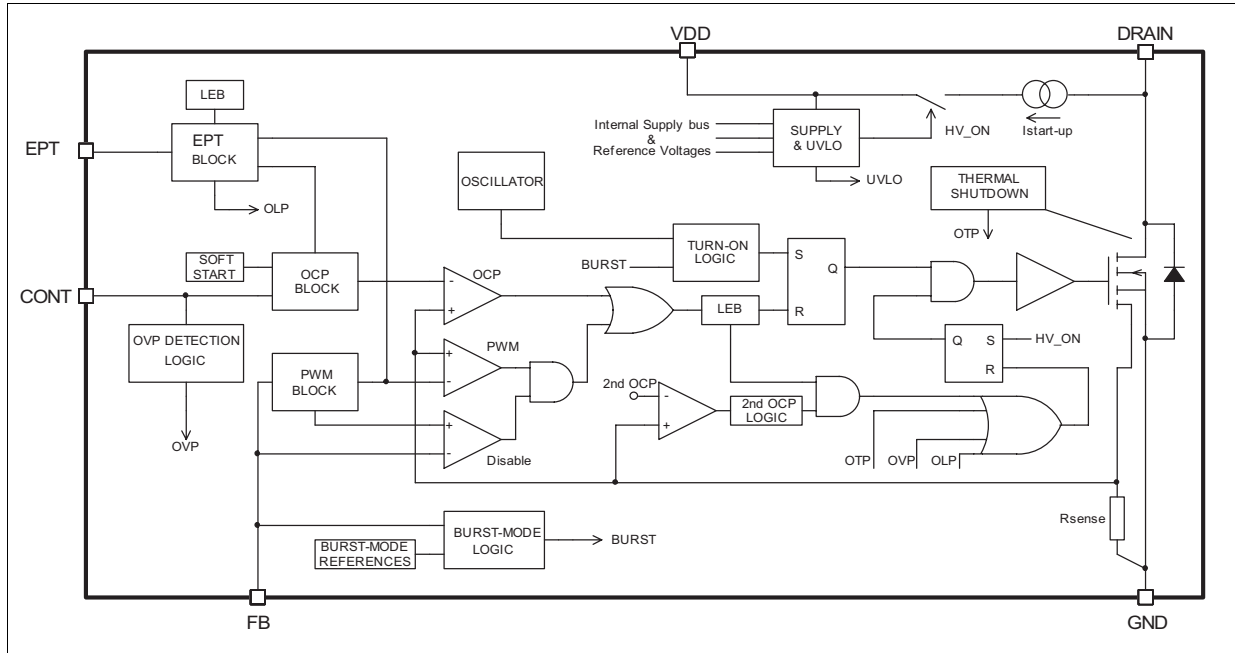 VDD
DRAIN
LEB
EPT
EPT
BLOCK
OLP
Internal Supply bus
&
Reference Voltages
SUPPLY
& UVLO
HV_ON
Istart-up
UVLO
OSCILLATOR
THERMAL
SHUTDOWN
OTP
SOFT
START
OCP
BLOCK
OCP
-
+
BURST
TURN-ON
LOGIC
S
Q
R
CONT
LEB
OVP DETECTION
LOGIC
OVP
PWM
BLOCK
+
PWM
-
Q
S
R
HV_ON
2nd OCP
-
+
2nd OCP
LOGIC
+
-
Disable
OTP
OVP
OLP
Rsense
BURST-MODE
LOGIC
BURST
BURST-MODE
REFERENCES
FB
GND